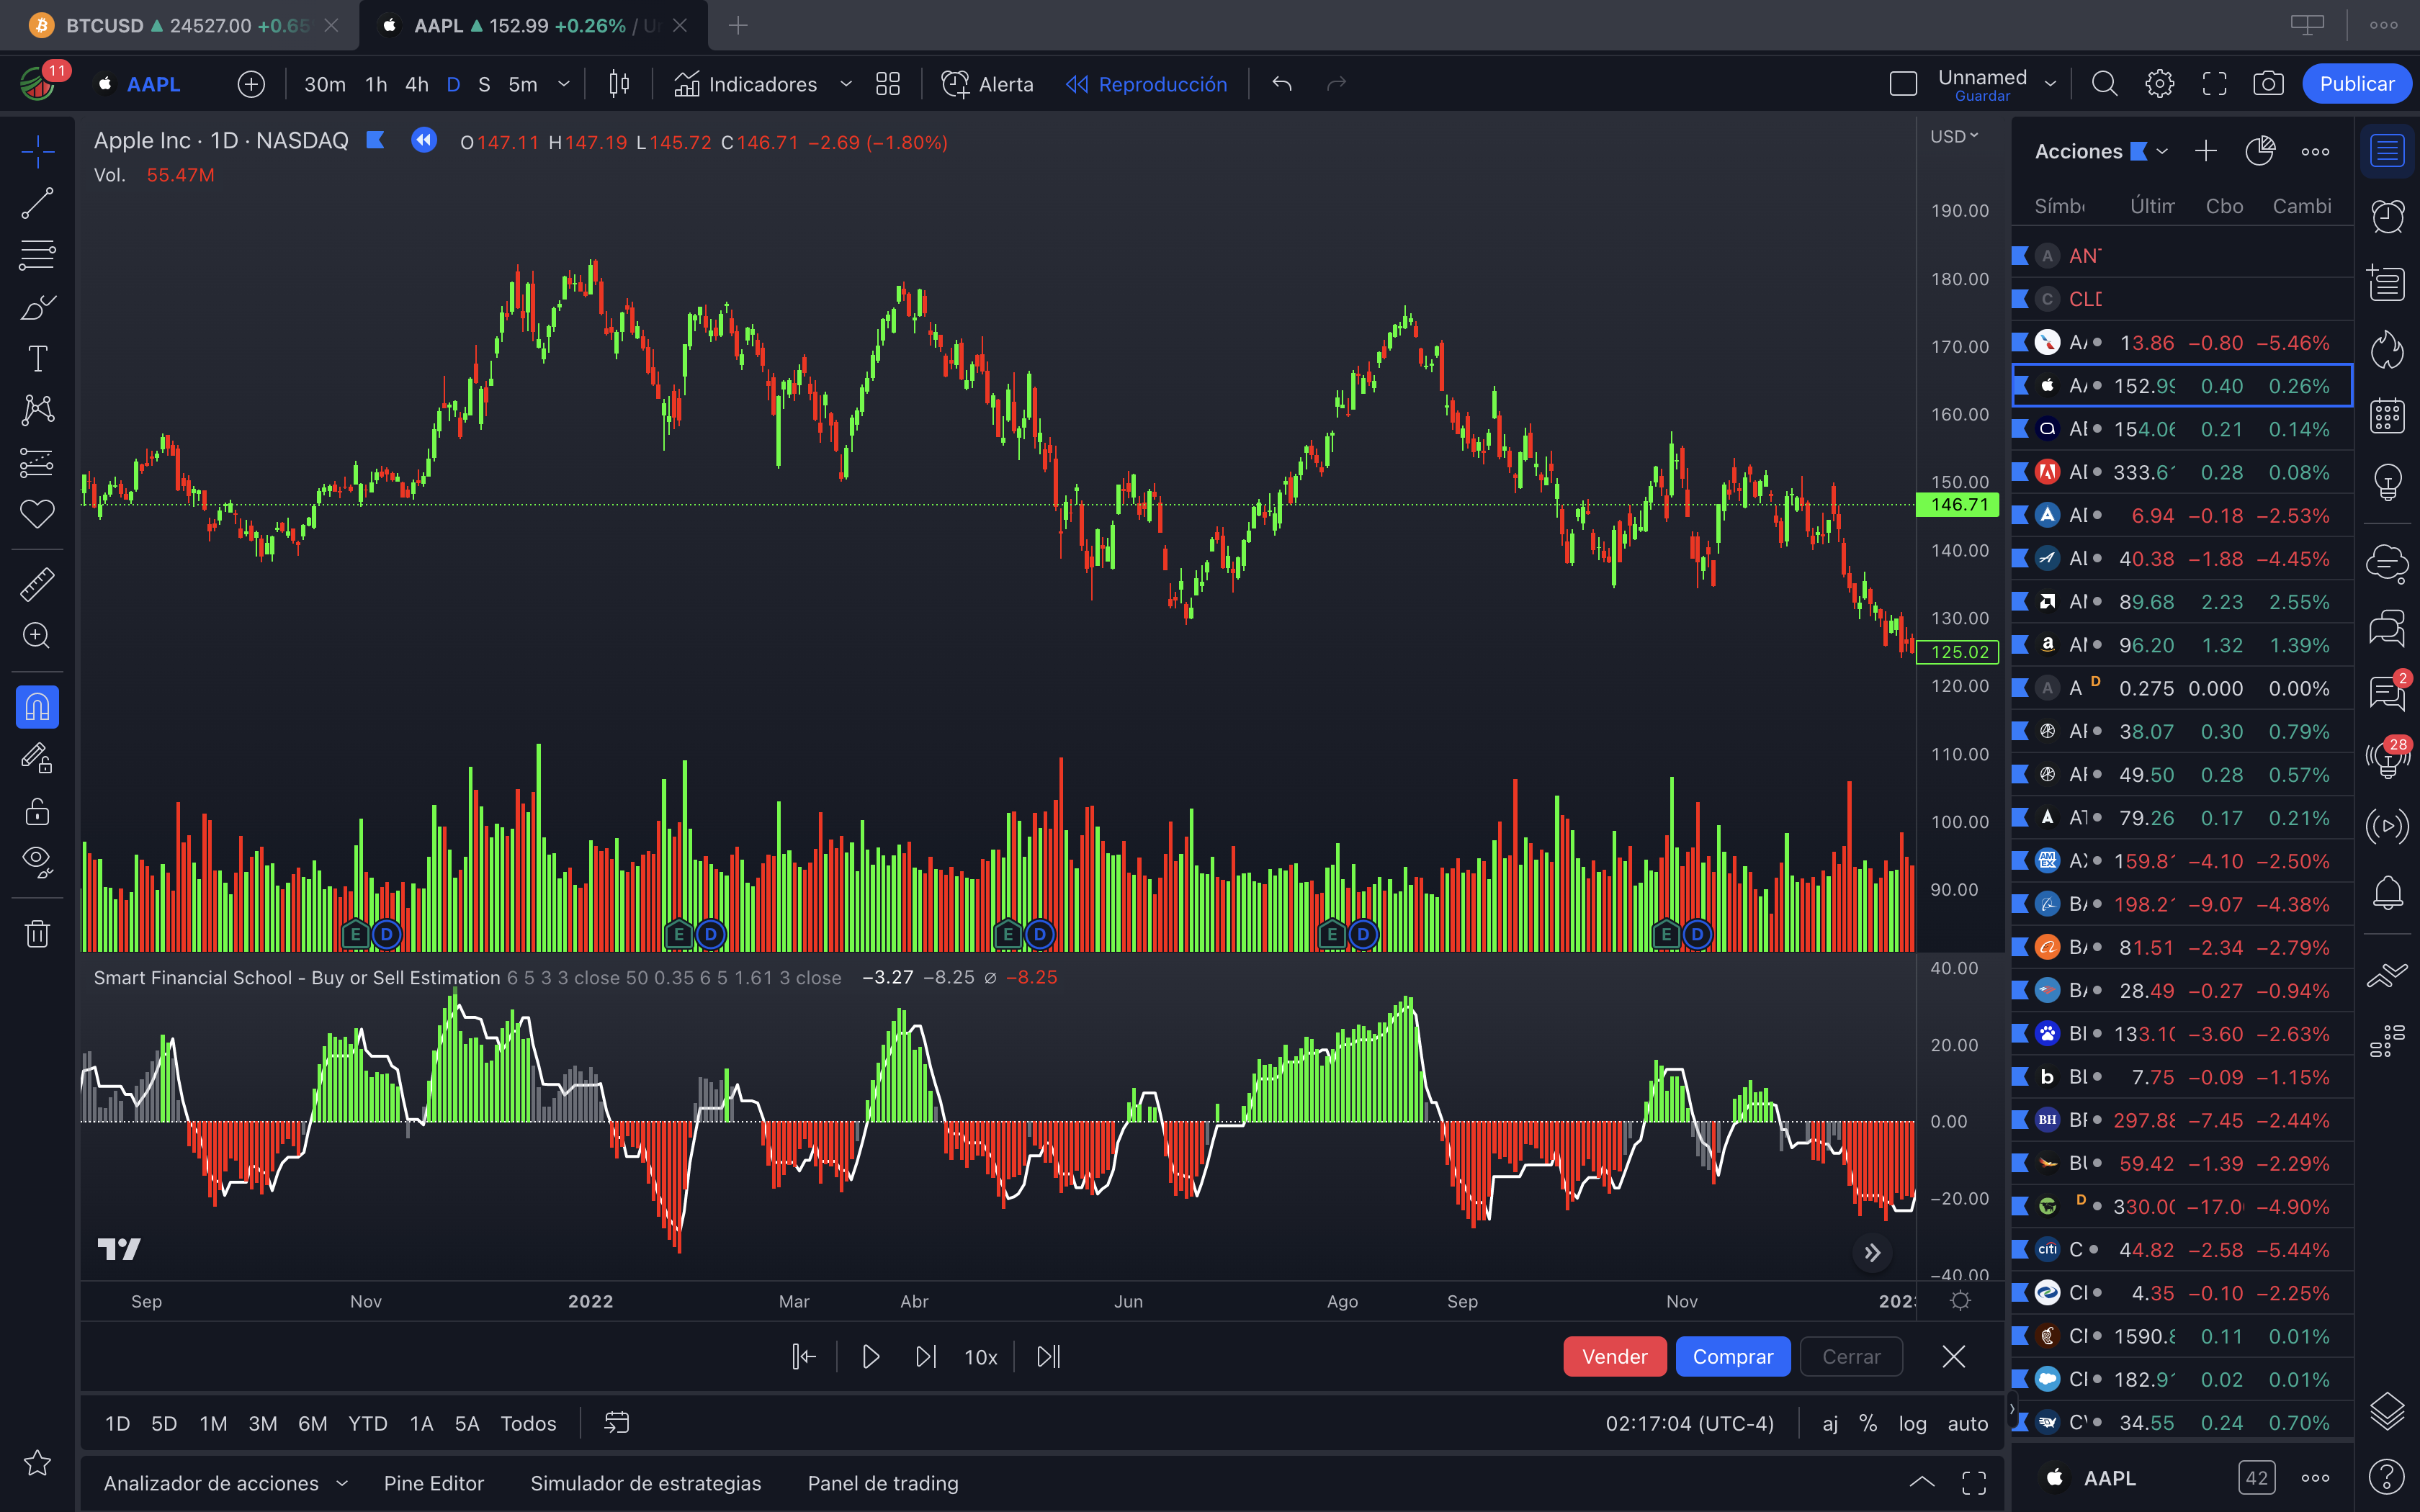 BTCUSD ▲ 24527.00 +0.65
AAPL ▲ 152.99 +0.26% / Un
11
AAPL 30m 1h 4h D S 5m Indicadores Alerta Reproducción
Unnamed
Guardar
Publicar
Apple Inc · 1D · NASDAQ O147.11 H147.19 L145.72 C146.71 −2.69 (−1.80%)
Vol. 55.47M
USD
190.00
180.00
170.00
160.00
150.00
146.71
140.00
130.00
125.02
120.00
110.00
100.00
90.00
E D E D E D E D E D
Smart Financial School - Buy or Sell Estimation 6 5 3 3 close 50 0.35 6 5 1.61 3 close −3.27 −8.25 ∅ −8.25
40.00
20.00
0.00
−20.00
−40.00
Sep Nov 2022 Mar Abr Jun Ago Sep Nov 202
10x
Vender Comprar Cerrar
1D 5D 1M 3M 6M YTD 1A 5A Todos 02:17:04 (UTC-4) aj % log auto
Analizador de acciones Pine Editor Simulador de estrategias Panel de trading
Acciones
Símb Últim Cbo Cambi
A AN
C CL
A 13.86 −0.80 −5.46%
A 152.99 0.40 0.26%
A 154.06 0.21 0.14%
A 333.6 0.28 0.08%
A 6.94 −0.18 −2.53%
A 40.38 −1.88 −4.45%
A 89.68 2.23 2.55%
a A 96.20 1.32 1.39%
A A D 0.275 0.000 0.00%
A 38.07 0.30 0.79%
A 49.50 0.28 0.57%
A 79.26 0.17 0.21%
A 159.8 −4.10 −2.50%
B 198.2 −9.07 −4.38%
B 81.51 −2.34 −2.79%
B 28.49 −0.27 −0.94%
B 133.10 −3.60 −2.63%
b B 7.75 −0.09 −1.15%
BH B 297.88 −7.45 −2.44%
B 59.42 −1.39 −2.29%
D 330.00 −17.0 −4.90%
citi C 44.82 −2.58 −5.44%
C 4.35 −0.10 −2.25%
C 1590.8 0.11 0.01%
C 182.9 0.02 0.01%
C 34.55 0.24 0.70%
AAPL 42
2
28